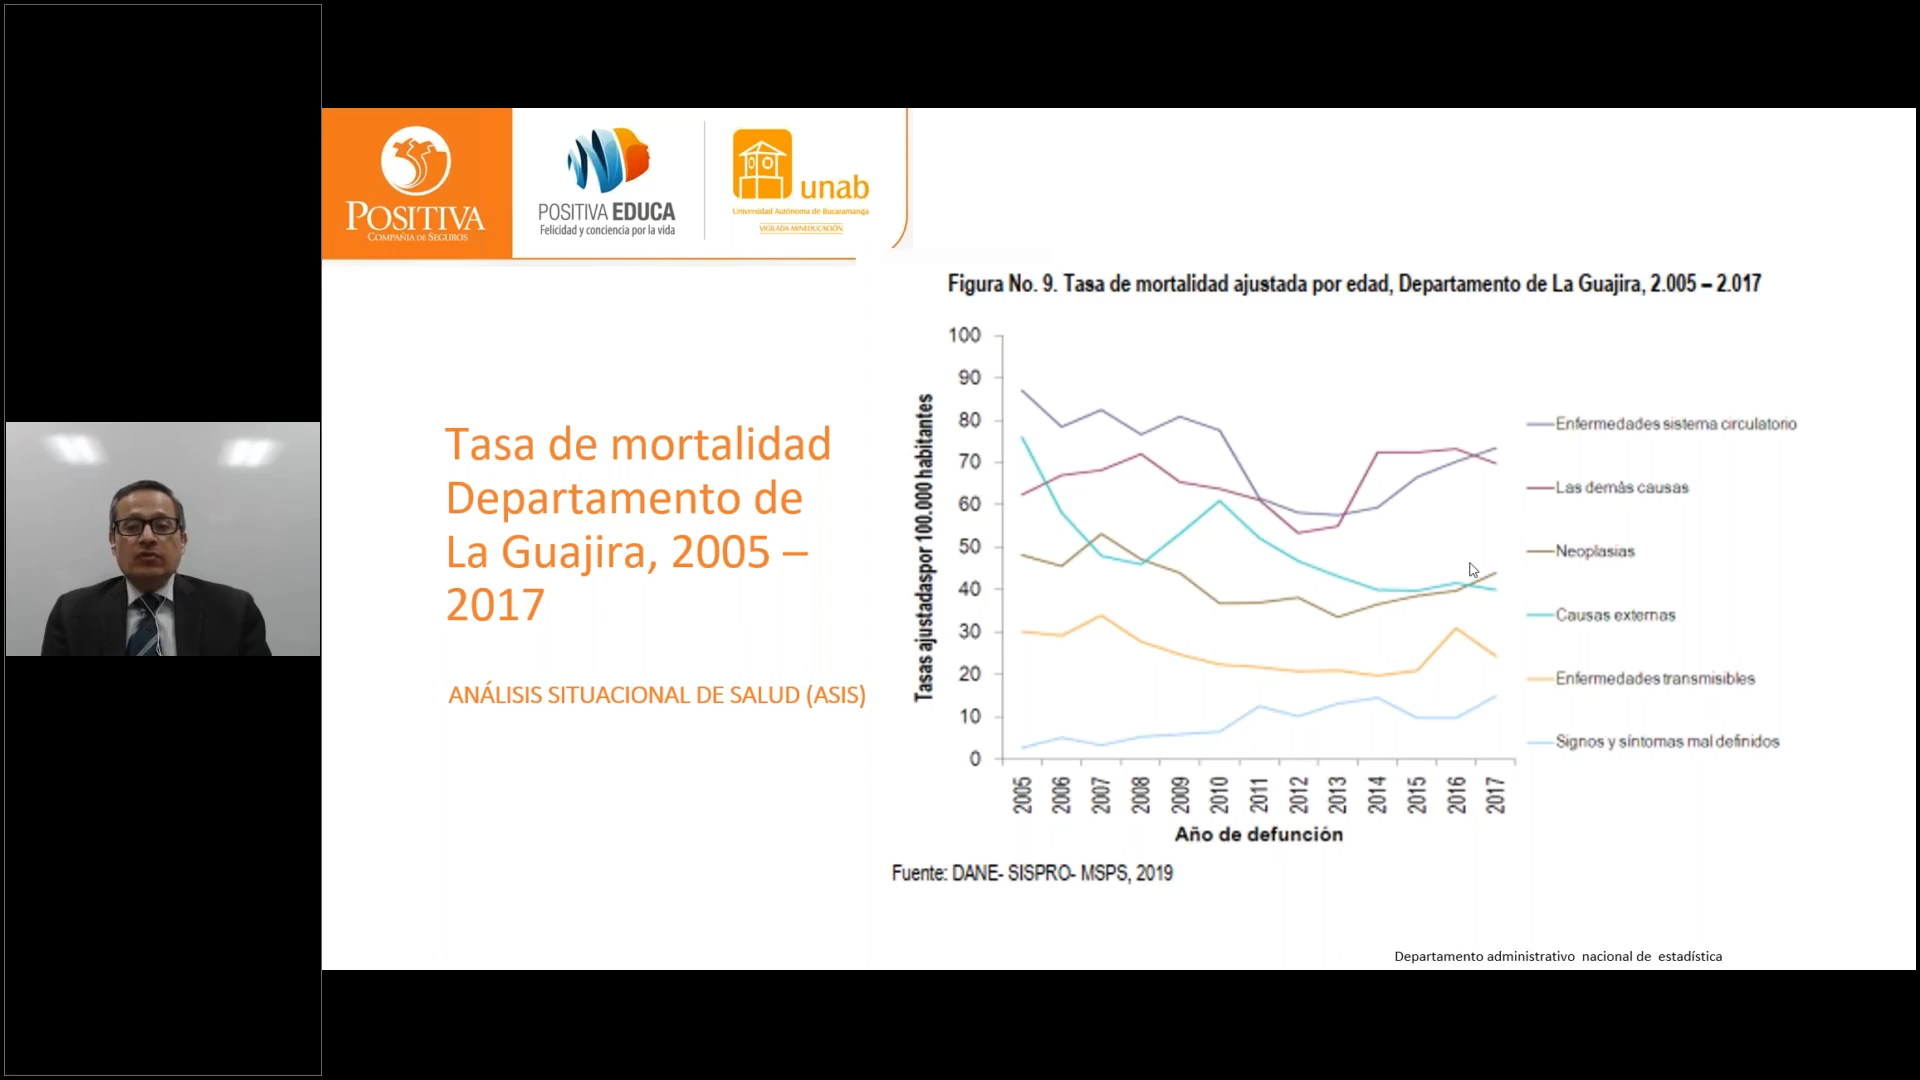 POSITIVA
COMPAÑÍA DE SEGUROS
POSITIVA EDUCA
Felicidad y conciencia por la vida
unab
Universidad Autónoma de Bucaramanga
VIGILADA MINEDUCACIÓN
Tasa de mortalidad
Departamento de
La Guajira, 2005 –
2017
ANÁLISIS SITUACIONAL DE SALUD (ASIS)
Figura No. 9. Tasa de mortalidad ajustada por edad, Departamento de La Guajira, 2.005 – 2.017
Tasas ajustadaspor 100.000 habitantes
100
90
80
70
60
50
40
30
20
10
0
2005
2006
2007
2008
2009
2010
2011
2012
2013
2014
2015
2016
2017
Año de defunción
Enfermedades sistema circulatorio
Las demás causas
Neoplasias
Causas externas
Enfermedades transmisibles
Signos y síntomas mal definidos
Fuente: DANE- SISPRO- MSPS, 2019
Departamento administrativo nacional de estadística